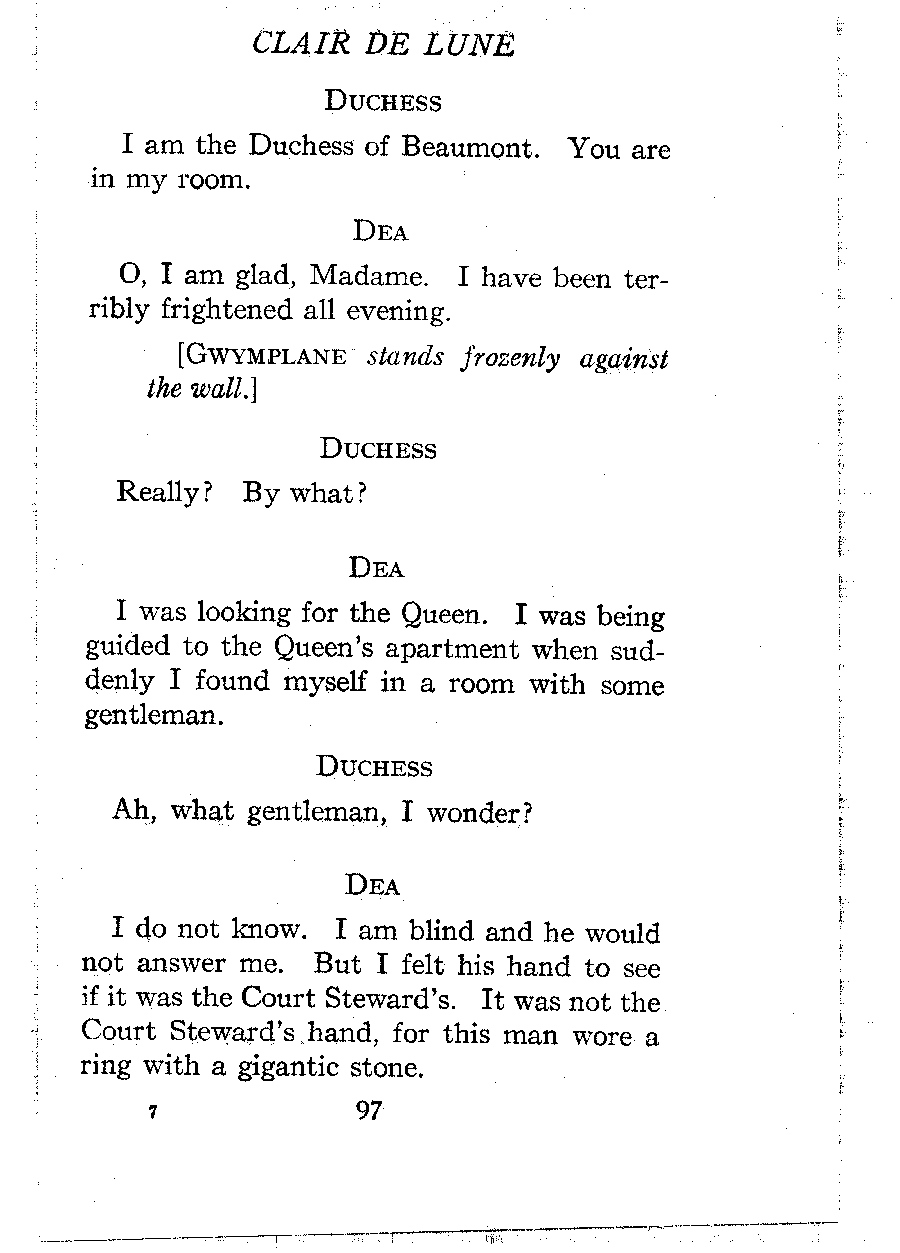 CLAIR DE LUNE
DUCHESS
I am the Duchess of Beaumont. You are
in my room.
DEA
O, I am glad, Madame. I have been ter-
ribly frightened all evening.
[GWYMPLANE stands frozenly against
the wall.]
DUCHESS
Really? By what?
DEA
I was looking for the Queen. I was being
guided to the Queen's apartment when sud-
denly I found myself in a room with some
gentleman.
DUCHESS
Ah, what gentleman, I wonder?
DEA
I do not know. I am blind and he would
not answer me. But I felt his hand to see
if it was the Court Steward's. It was not the
Court Steward's hand, for this man wore a
ring with a gigantic stone.
7 97